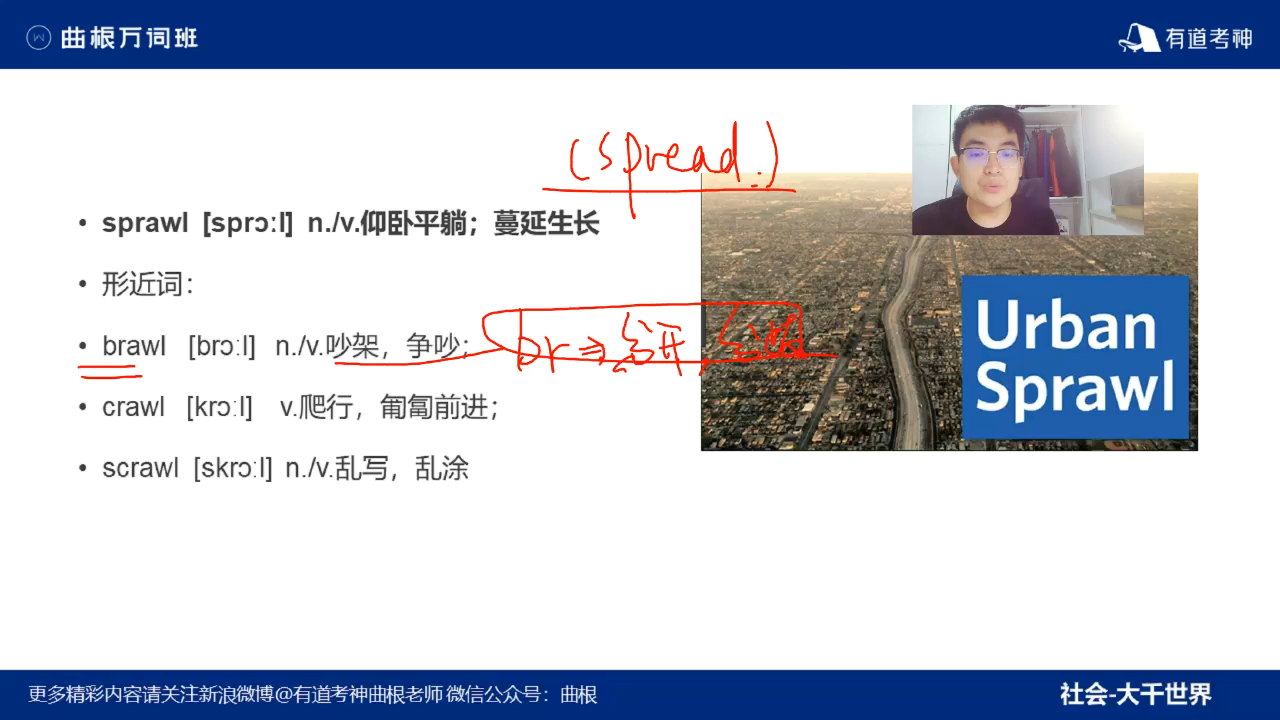 曲根万词班
有道考神
(spread.)
• sprawl [sprɔːl] n./v.仰卧平躺；蔓延生长
• 形近词：
• brawl [brɔːl] n./v.吵架，争吵；
br⇒分开，
• crawl [krɔːl] v.爬行，匍匐前进；
• scrawl [skrɔːl] n./v.乱写，乱涂
Urban
Sprawl
更多精彩内容请关注新浪微博@有道考神曲根老师 微信公众号：曲根
社会-大千世界